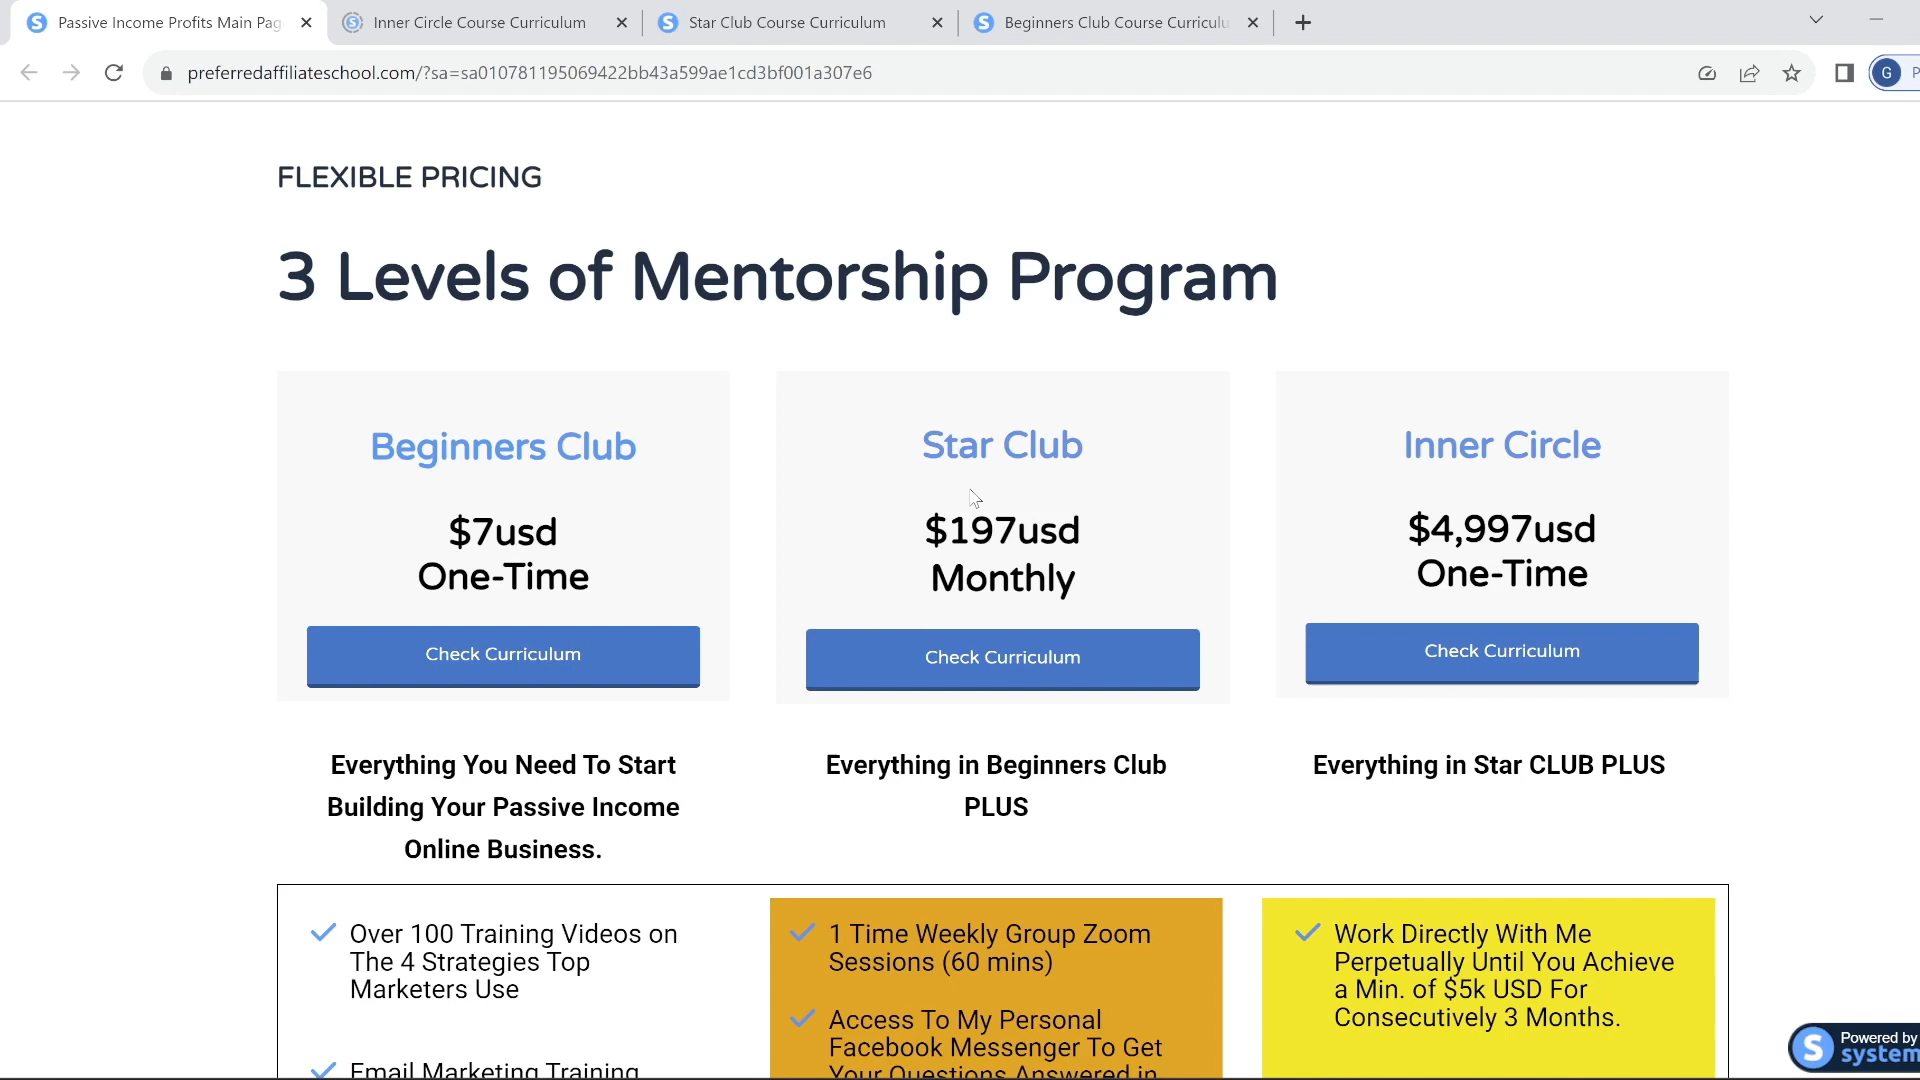 Passive Income Profits Main Pag
Inner Circle Course Curriculum
Star Club Course Curriculum
Beginners Club Course Curriculu
preferredaffiliateschool.com/?sa=sa010781195069422bb43a599ae1cd3bf001a307e6
G
P
FLEXIBLE PRICING
3 Levels of Mentorship Program
Beginners Club
$7usd
One-Time
Check Curriculum
Everything You Need To Start
Building Your Passive Income
Online Business.
Star Club
$197usd
Monthly
Check Curriculum
Everything in Beginners Club
PLUS
Inner Circle
$4,997usd
One-Time
Check Curriculum
Everything in Star CLUB PLUS
Over 100 Training Videos on
The 4 Strategies Top
Marketers Use
Email Marketing Training
1 Time Weekly Group Zoom
Sessions (60 mins)
Access To My Personal
Facebook Messenger To Get
Your Questions Answered in
Work Directly With Me
Perpetually Until You Achieve
a Min. of $5k USD For
Consecutively 3 Months.
Powered by
system